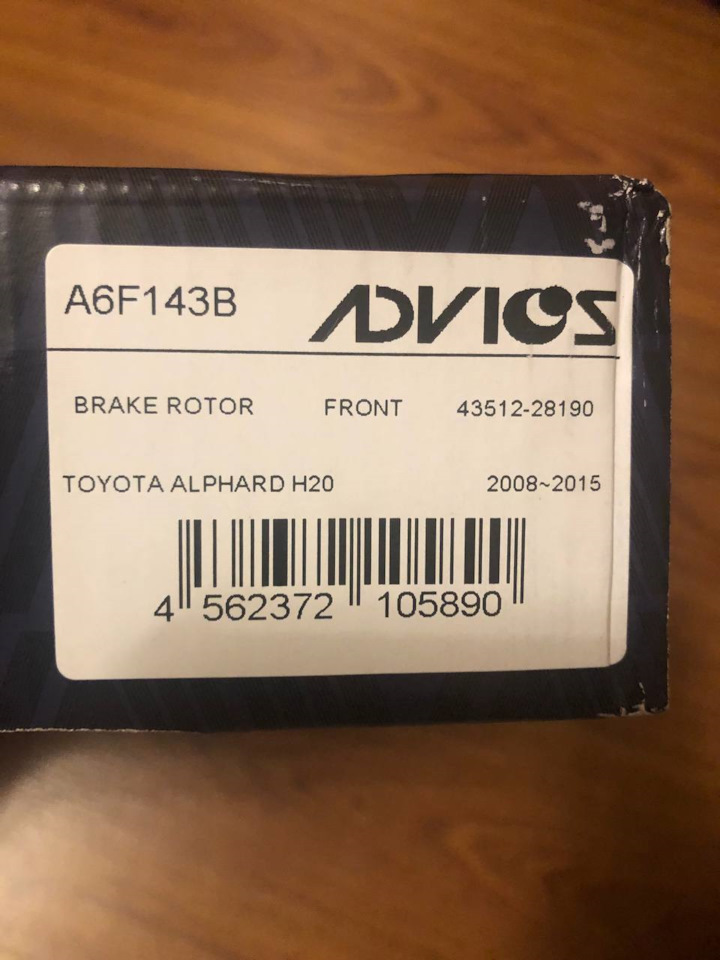 A6F143B ADVICS
BRAKE ROTOR FRONT 43512-28190
TOYOTA ALPHARD H20 2008~2015
4 562372 105890